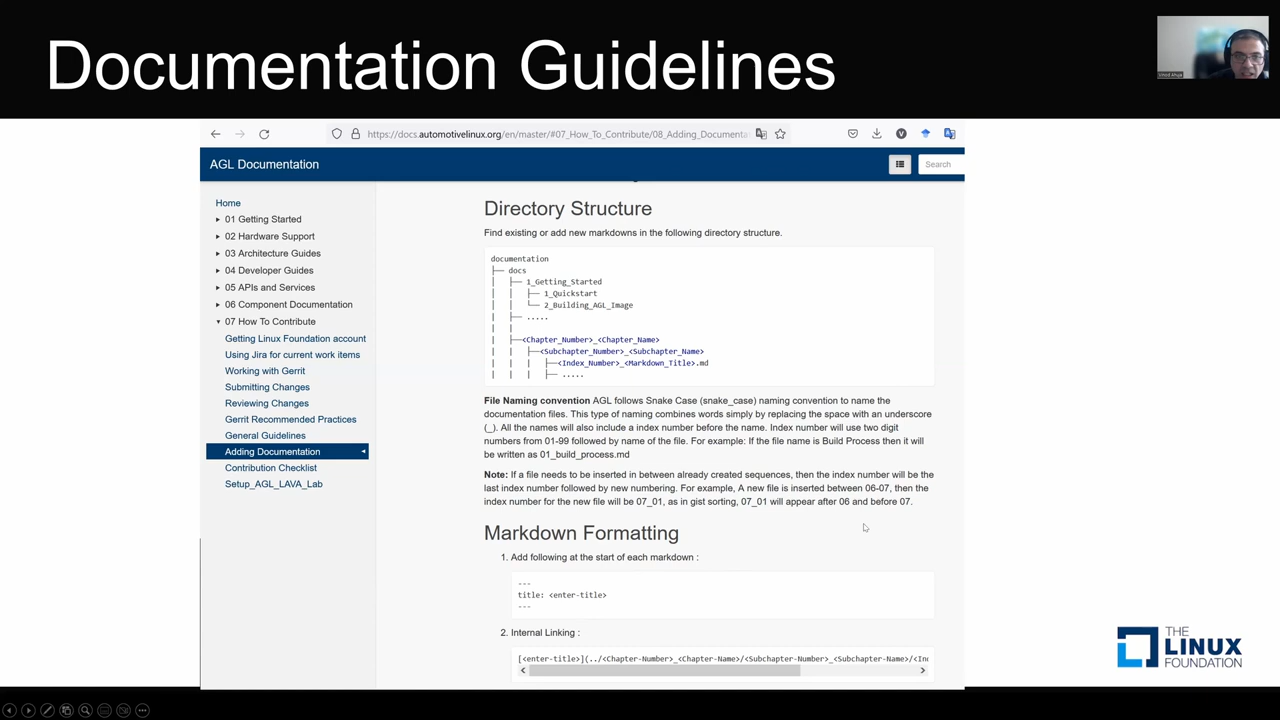 Documentation Guidelines
https://docs.automotivelinux.org/en/master/#07_How_To_Contribute/08_Adding_Documenta
AGL Documentation
Search
Home
01 Getting Started
02 Hardware Support
03 Architecture Guides
04 Developer Guides
05 APIs and Services
06 Component Documentation
07 How To Contribute
Getting Linux Foundation account
Using Jira for current work items
Working with Gerrit
Submitting Changes
Reviewing Changes
Gerrit Recommended Practices
General Guidelines
Adding Documentation
Contribution Checklist
Setup_AGL_LAVA_Lab
Directory Structure
Find existing or add new markdowns in the following directory structure.
documentation
├── docs
│   ├── 1_Getting_Started
│   │   ├── 1_Quickstart
│   │   └── 2_Building_AGL_Image
│   ├── .....
│   │
│   ├──<Chapter_Number>_<Chapter_Name>
│   │   ├──<Subchapter_Number>_<Subchapter_Name>
│   │   │   ├──<Index_Number>_<Markdown_Title>.md
│   │   │   ├── .....
File Naming convention AGL follows Snake Case (snake_case) naming convention to name the
documentation files. This type of naming combines words simply by replacing the space with an underscore
(_). All the names will also include a index number before the name. Index number will use two digit
numbers from 01-99 followed by name of the file. For example: If the file name is Build Process then it will
be written as 01_build_process.md
Note: If a file needs to be inserted in between already created sequences, then the index number will be the
last index number followed by new numbering. For example, A new file is inserted between 06-07, then the
index number for the new file will be 07_01, as in gist sorting, 07_01 will appear after 06 and before 07.
Markdown Formatting
1. Add following at the start of each markdown :
---
title: <enter-title>
---
2. Internal Linking :
[<enter-title>](../<Chapter-Number>_<Chapter-Name>/<Subchapter-Number>_<Subchapter-Name>/<In
THE
LINUX
FOUNDATION